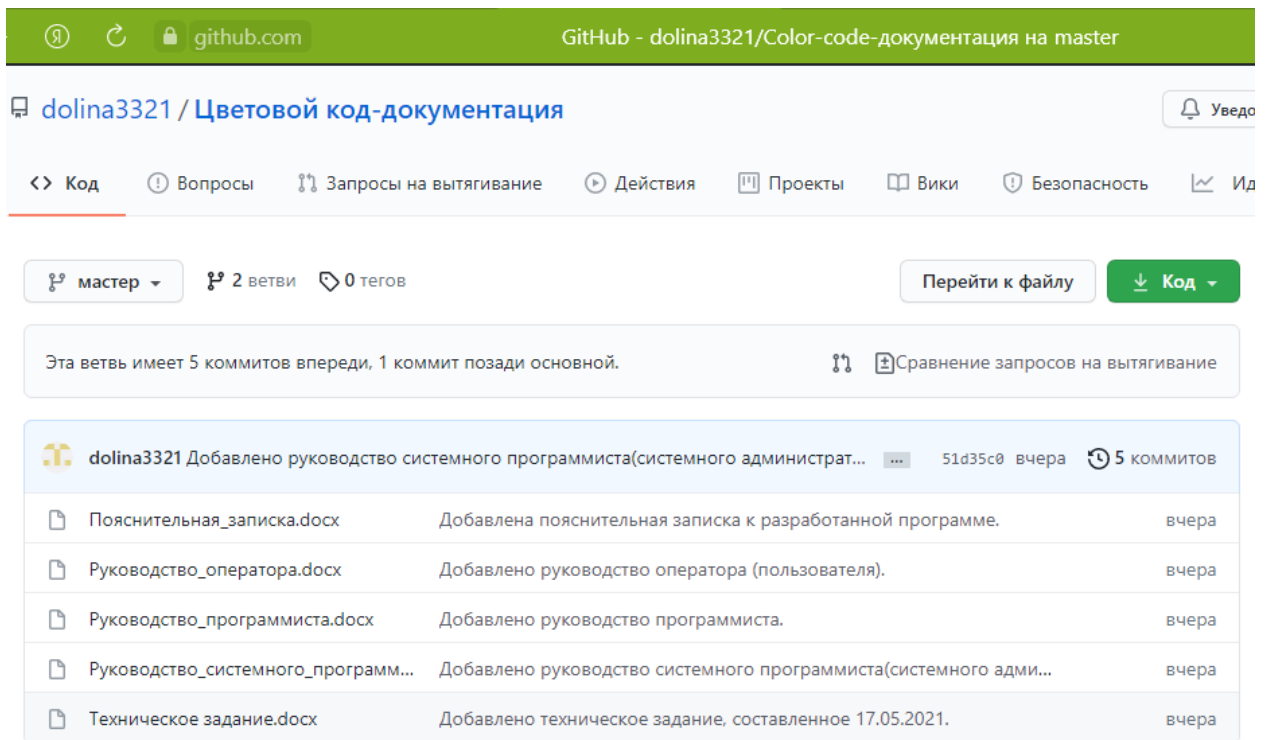 github.com GitHub - dolina3321/Color-code-документация на master
dolina3321 / Цветовой код-документация Уведо
Код Вопросы Запросы на вытягивание Действия Проекты Вики Безопасность Ид
мастер 2 ветви 0 тегов Перейти к файлу Код
Эта ветвь имеет 5 коммитов впереди, 1 коммит позади основной. Сравнение запросов на вытягивание
dolina3321 Добавлено руководство системного программиста(системного администрат... ... 51d35c0 вчера 5 коммитов
Пояснительная_записка.docx Добавлена пояснительная записка к разработанной программе. вчера
Руководство_оператора.docx Добавлено руководство оператора (пользователя). вчера
Руководство_программиста.docx Добавлено руководство программиста. вчера
Руководство_системного_программ... Добавлено руководство системного программиста(системного адми... вчера
Техническое задание.docx Добавлено техническое задание, составленное 17.05.2021. вчера